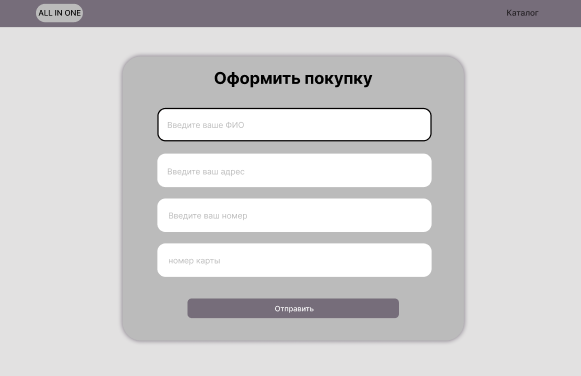 ALL IN ONE
Каталог
Оформить покупку
Введите ваше ФИО
Введите ваш адрес
Введите ваш номер
номер карты
Отправить